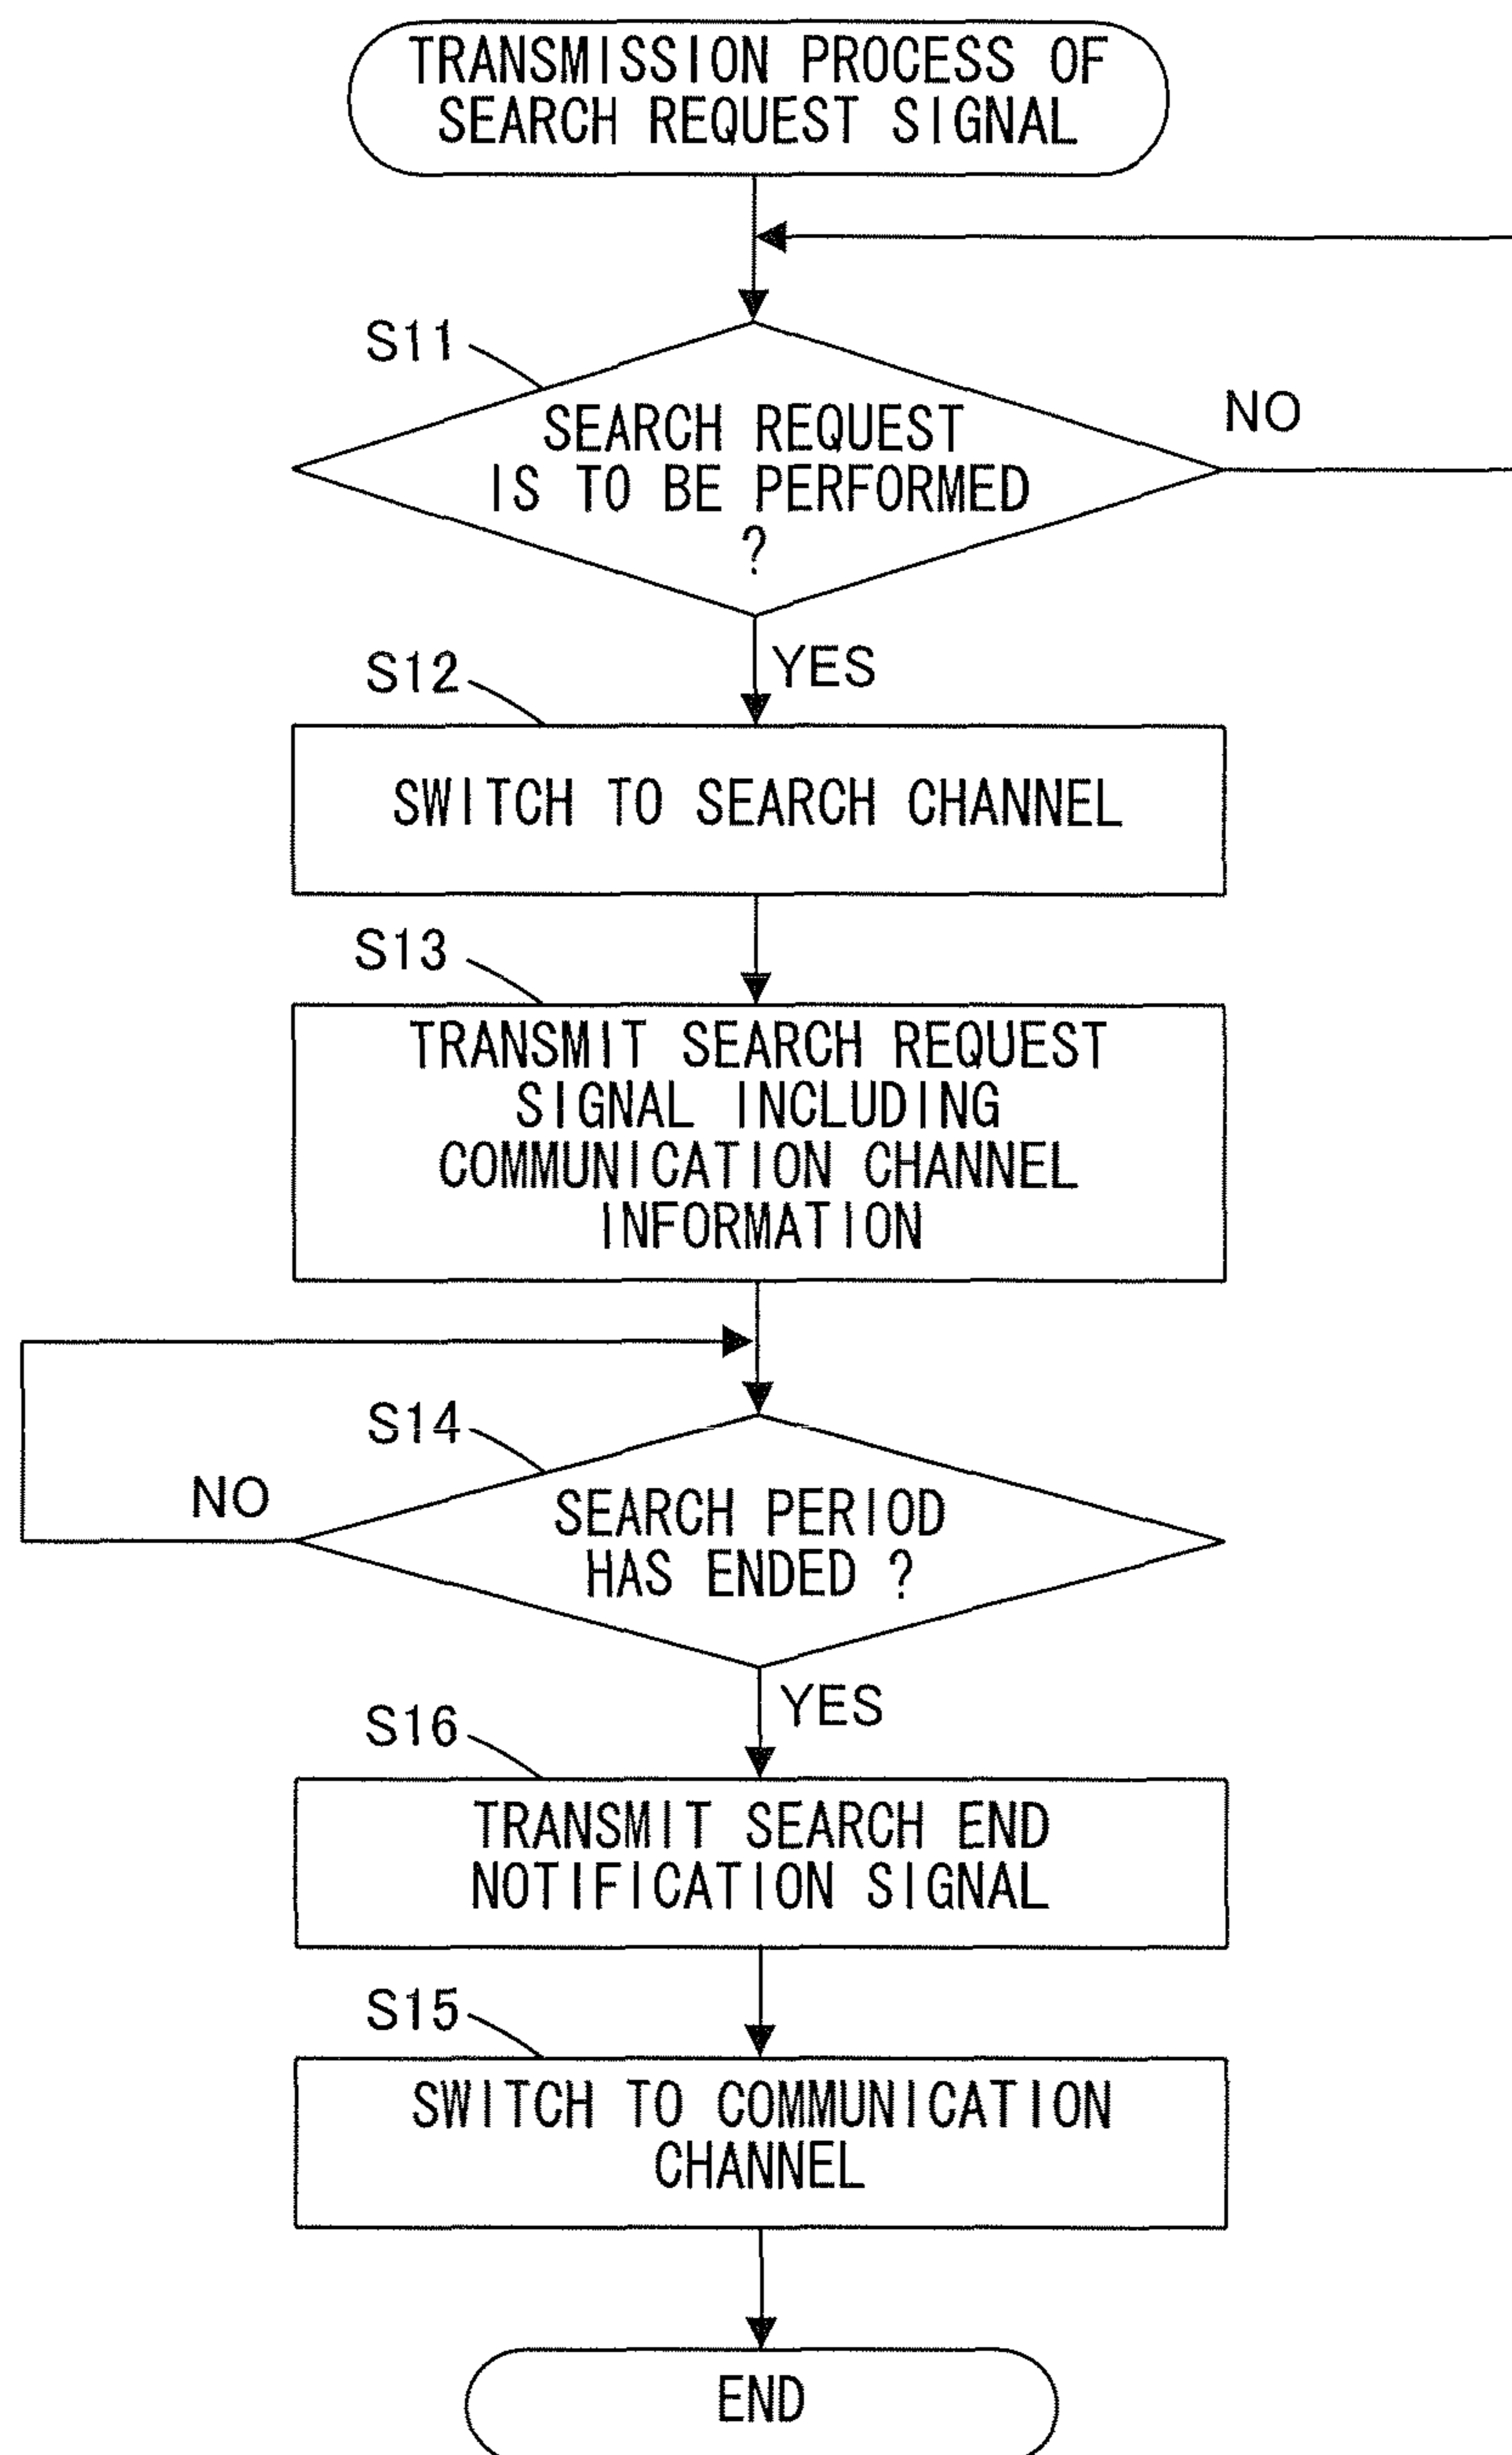 TRANSMISSION PROCESS OF
SEARCH REQUEST SIGNAL
S11
SEARCH REQUEST
IS TO BE PERFORMED
?
NO
YES
S12
SWITCH TO SEARCH CHANNEL
S13
TRANSMIT SEARCH REQUEST
SIGNAL INCLUDING
COMMUNICATION CHANNEL
INFORMATION
S14
NO
SEARCH PERIOD
HAS ENDED ?
YES
S16
TRANSMIT SEARCH END
NOTIFICATION SIGNAL
S15
SWITCH TO COMMUNICATION
CHANNEL
END